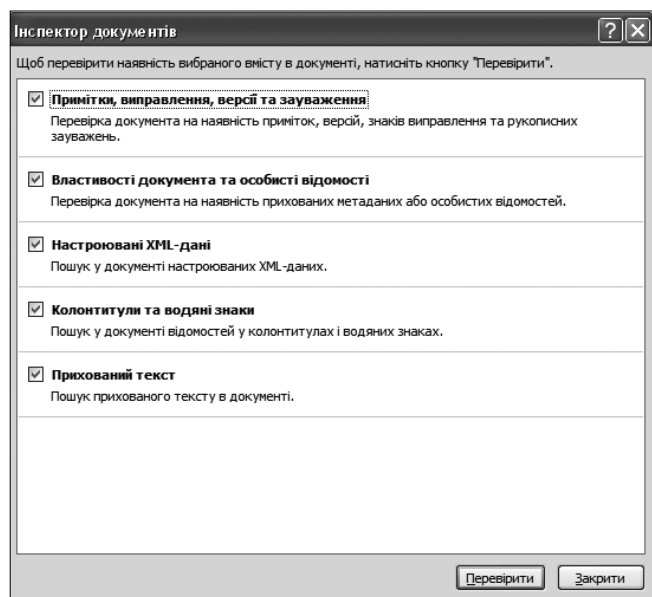 Інспектор документів
Щоб перевірити наявність вибраного вмісту в документі, натисніть кнопку "Перевірити".
Примітки, виправлення, версії та зауваження
Перевірка документа на наявність приміток, версій, знаків виправлення та рукописних
зауважень.
Властивості документа та особисті відомості
Перевірка документа на наявність прихованих метаданих або особистих відомостей.
Настроювані XML-дані
Пошук у документі настроюваних XML-даних.
Колонтитули та водяні знаки
Пошук у документі відомостей у колонтитулах і водяних знаках.
Прихований текст
Пошук прихованого тексту в документі.
Перевірити Закрити